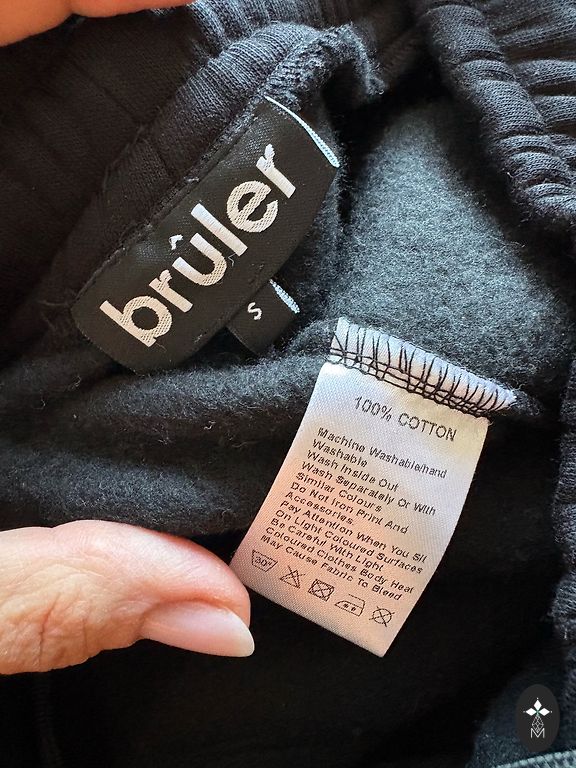 brûler
S
100% COTTON
Machine Washable/hand
Washable
Wash Inside Out
Wash Separately Or With
Similar Colours
Do Not Iron Print And
Accessories
Pay Attention When You Sit
On Light Coloured Surfaces
Be Careful With Light
Coloured Clothes Body Heat
May Cause Fabric To Bleed
30°
M